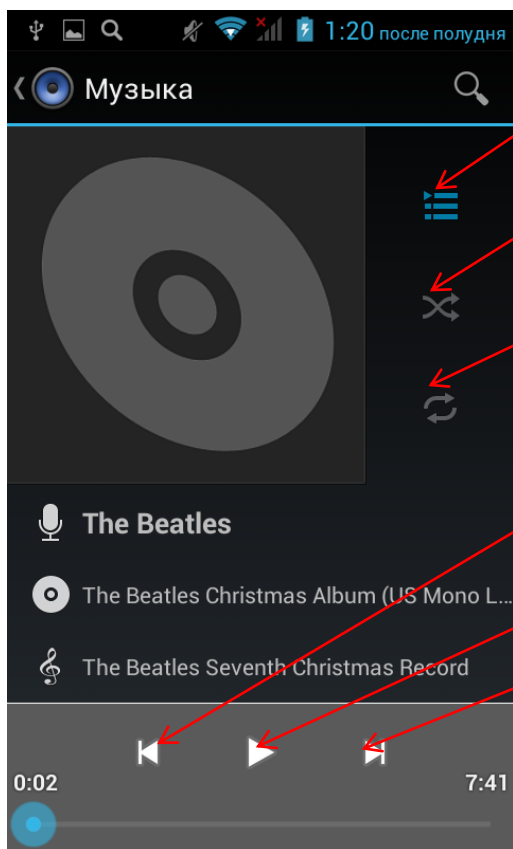 1:20 после полудня
Музыка
The Beatles
The Beatles Christmas Album (US Mono L...
The Beatles Seventh Christmas Record
0:02
7:41